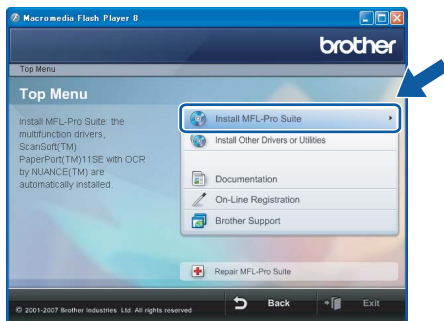 Macromedia Flash Player 8
brother
Top Menu
Top Menu
Install MFL-Pro Suite: the
multifunction drivers,
ScanSoft(TM)
PaperPort(TM)11SE with OCR
by NUANCE(TM) are
automatically installed.
Install MFL-Pro Suite
Install Other Drivers or Utilities
Documentation
On-Line Registration
Brother Support
Repair MFL-Pro Suite
© 2001-2007 Brother Industries Ltd. All rights reserved
Back
Exit